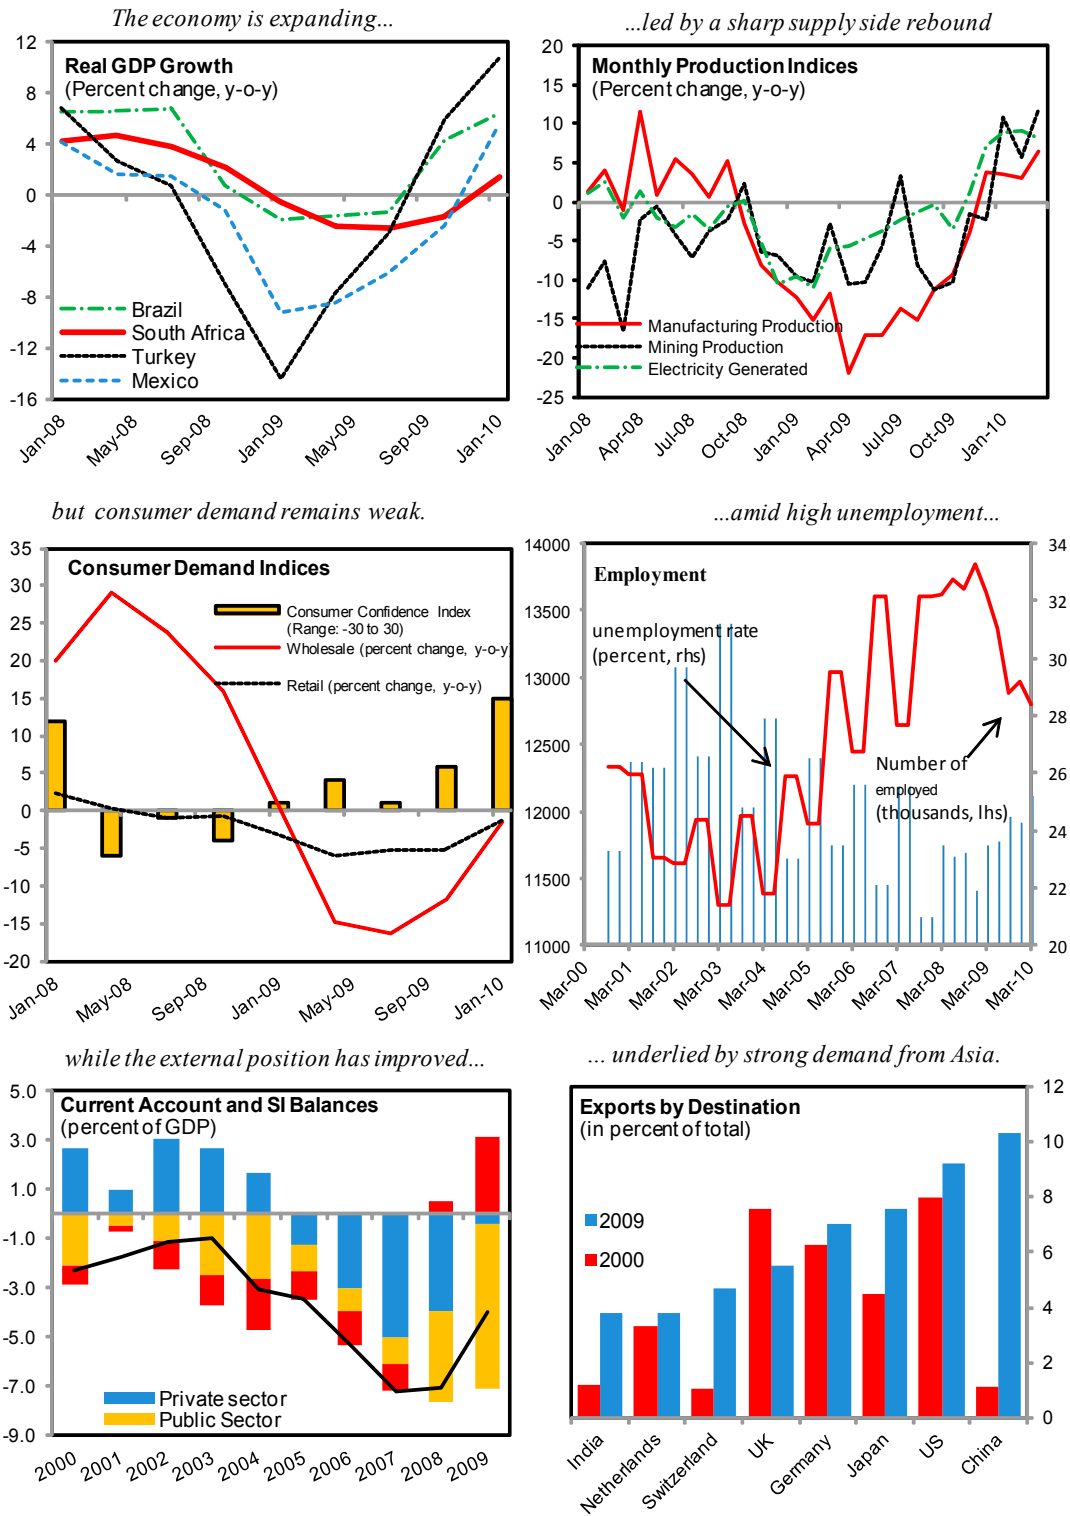 The economy is expanding...
12
8
4
0
-4
-8
-12
-16
Real GDP Growth
(Percent change, y-o-y)
Brazil
South Africa
Turkey
Mexico
Jan-08
May-08
Sep-08
Jan-09
May-09
Sep-09
Jan-10
...led by a sharp supply side rebound
20
15
10
5
0
-5
-10
-15
-20
-25
Monthly Production Indices
(Percent change, y-o-y)
Manufacturing Production
Mining Production
Electricity Generated
Jan-08
Apr-08
Jul-08
Oct-08
Jan-09
Apr-09
Jul-09
Oct-09
Jan-10
but consumer demand remains weak.
35
30
25
20
15
10
5
0
-5
-10
-15
-20
Consumer Demand Indices
Consumer Confidence Index
(Range: -30 to 30)
Wholesale (percent change, y-o-y)
Retail (percent change, y-o-y)
Jan-08
May-08
Sep-08
Jan-09
May-09
Sep-09
Jan-10
...amid high unemployment...
14000
13500
13000
12500
12000
11500
11000
Employment
unemployment rate
(percent, rhs)
Number of
employed
(thousands, lhs)
34
32
30
28
26
24
22
20
Mar-00
Mar-01
Mar-02
Mar-03
Mar-04
Mar-05
Mar-06
Mar-07
Mar-08
Mar-09
Mar-10
while the external position has improved...
5.0
3.0
1.0
-1.0
-3.0
-5.0
-7.0
-9.0
Current Account and SI Balances
(percent of GDP)
Private sector
Public Sector
2000
2001
2002
2003
2004
2005
2006
2007
2008
2009
... underlied by strong demand from Asia.
Exports by Destination
(in percent of total)
2009
2000
12
10
8
6
4
2
0
India
Netherlands
Switzerland
UK
Germany
Japan
US
China